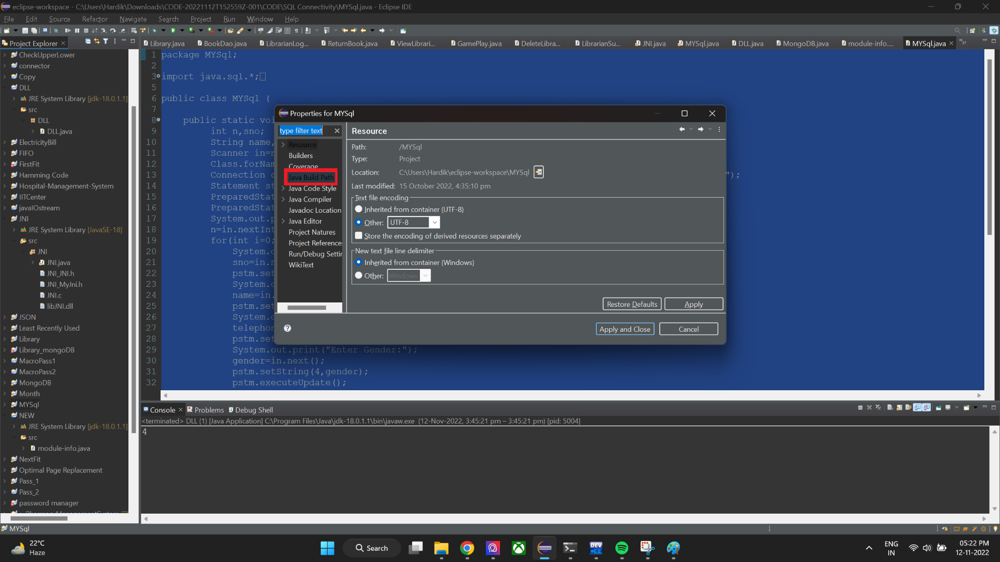 eclipse-workspace - C:\Users\Hardik\Downloads\CODE-20221112T152559Z-001\CODE\SQL Connectivity\MYSql.java - Eclipse IDE
File Edit Source Refactor Navigate Search Project Run Window Help
Project Explorer
Library.java BookDao.java LibrarianLog... ReturnBook.java ViewLibrari... GamePlay.java DeleteLibra... LibrarianSu... JNI.java MYSql.java DLL.java MongoDB.java module-info.... MYSql.java 37
CheckUpperLower
connector
Copy
DLL
JRE System Library [jdk-18.0.1.1]
src
DLL
DLL.java
ElectricityBill
FIFO
FirstFit
Hamming Code
Hospital-Management-System
IITCenter
javaIOstream
JNI
JRE System Library [JavaSE-18]
src
JNI
JNI.java
JNI_JNI.h
JNI_MyJni.h
JNI.c
libJNI.dll
JSON
Least Recently Used
Library
Library_mongoDB
MacroPass1
MacroPass2
MongoDB
Month
MYSql
NEW
JRE System Library [jdk-18.0.1.1]
src
module-info.java
NextFit
Optimal Page Replacement
Pass_1
Pass_2
password manager
1 package MYSql;
2
3 import java.sql.*;
5
6 public class MYSql {
7
8 public static voi
9 int n,sno;
10 String name,
11 Scanner in=n
12 Class.forNam
13 Connection c ");
14 Statement st
15 PreparedStat
16 PreparedStat
17 System.out.p
18 n=in.nextInt
19 for(int i=0;
20 System.o
21 sno=in.n
22 pstm.set
23 System.o
24 name=in.
25 pstm.set
26 System.o
27 telephon
28 pstm.set
29 System.out.print("Enter Gender:");
30 gender=in.next();
31 pstm.setString(4,gender);
32 pstm.executeUpdate();
Properties for MYSql
type filter text
Resource
Builders
Coverage
Java Build Path
Java Code Style
Java Compiler
Javadoc Location
Java Editor
Project Natures
Project References
Run/Debug Settin
WikiText
Resource
Path: /MYSql
Type: Project
Location: C:\Users\Hardik\eclipse-workspace\MYSql
Last modified: 15 October 2022, 4:35:10 pm
Text file encoding
Inherited from container (UTF-8)
Other: UTF-8
Store the encoding of derived resources separately
New text file line delimiter
Inherited from container (Windows)
Other: Windows
Restore Defaults Apply
Apply and Close Cancel
Console Problems Debug Shell
<terminated> DLL (1) [Java Application] C:\Program Files\Java\jdk-18.0.1.1\bin\javaw.exe (12-Nov-2022, 3:45:21 pm – 3:45:21 pm) [pid: 5004]
4
MYSql
22°C
Haze
Search
DEV
ENG
IN
05:22 PM
12-11-2022